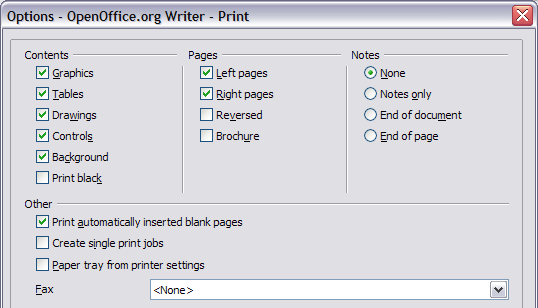 Options - OpenOffice.org Writer - Print
Contents
Graphics
Tables
Drawings
Controls
Background
Print black
Pages
Left pages
Right pages
Reversed
Brochure
Notes
None
Notes only
End of document
End of page
Other
Print automatically inserted blank pages
Create single print jobs
Paper tray from printer settings
Fax
<None>